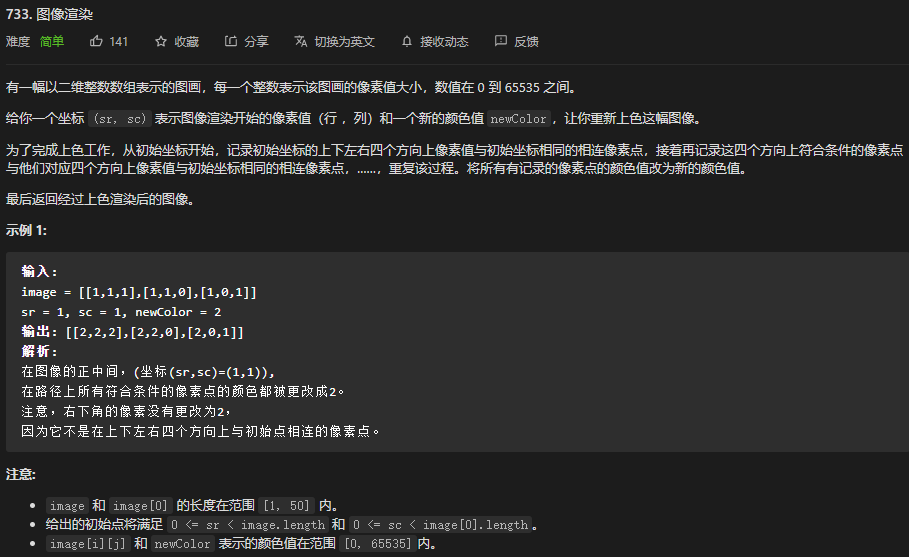 733. 图像渲染
难度 简单 141 收藏 分享 切换为英文 接收动态 反馈
有一幅以二维整数数组表示的图画，每一个整数表示该图画的像素值大小，数值在 0 到 65535 之间。
给你一个坐标 (sr, sc) 表示图像渲染开始的像素值（行 ，列）和一个新的颜色值 newColor，让你重新上色这幅图像。
为了完成上色工作，从初始坐标开始，记录初始坐标的上下左右四个方向上像素值与初始坐标相同的相连像素点，接着再记录这四个方向上符合条件的像素点
与他们对应四个方向上像素值与初始坐标相同的相连像素点，……，重复该过程。将所有有记录的像素点的颜色值改为新的颜色值。
最后返回经过上色渲染后的图像。
示例 1:
输入:
image = [[1,1,1],[1,1,0],[1,0,1]]
sr = 1, sc = 1, newColor = 2
输出: [[2,2,2],[2,2,0],[2,0,1]]
解析:
在图像的正中间，(坐标(sr,sc)=(1,1)),
在路径上所有符合条件的像素点的颜色都被更改成2。
注意，右下角的像素没有更改为2，
因为它不是在上下左右四个方向上与初始点相连的像素点。
注意:
• image 和 image[0] 的长度在范围 [1, 50] 内。
• 给出的初始点将满足 0 <= sr < image.length 和 0 <= sc < image[0].length。
• image[i][j] 和 newColor 表示的颜色值在范围 [0, 65535]内。